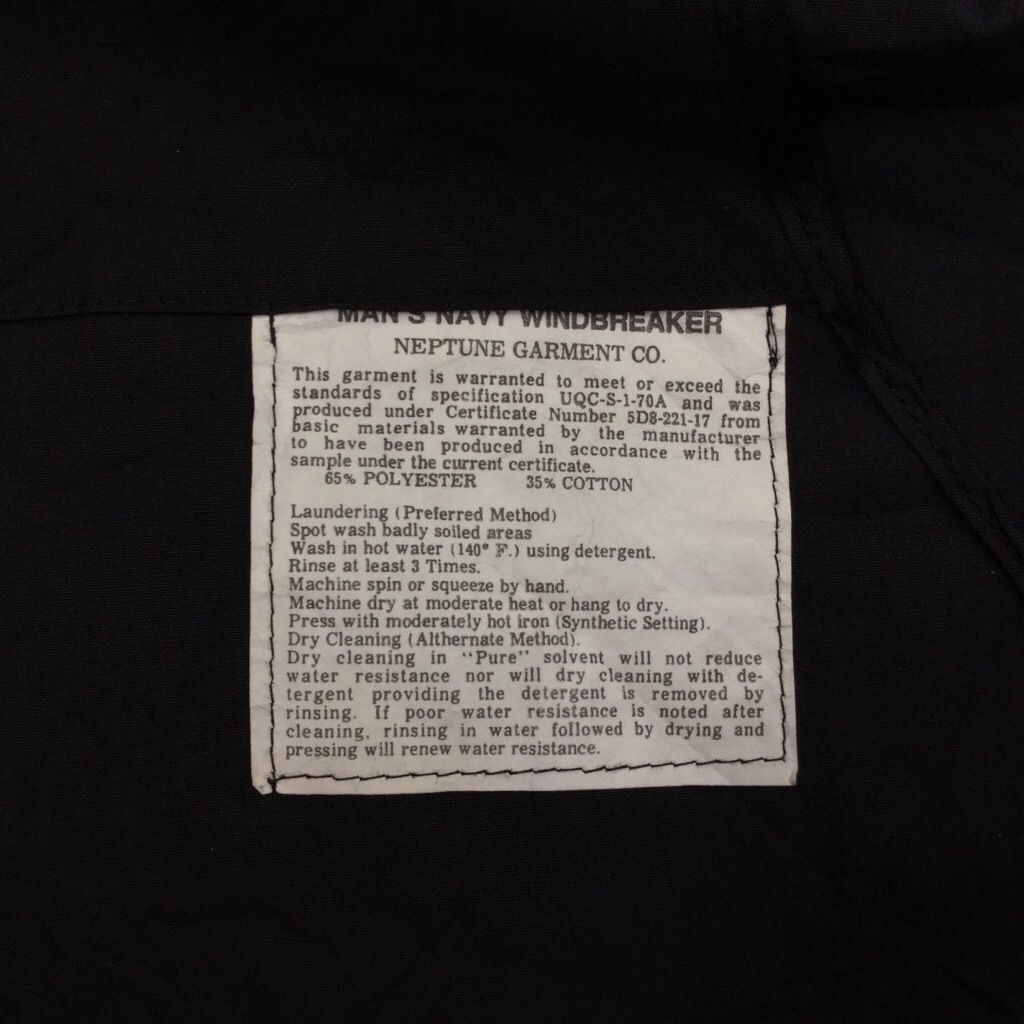 MAN'S NAVY WINDBREAKER
NEPTUNE GARMENT CO.
This garment is warranted to meet or exceed the
standards of specification UQC-S-1-70A and was
produced under Certificate Number 5D8-221-17 from
basic materials warranted by the manufacturer
to have been produced in accordance with the
sample under the current certificate.
65% POLYESTER 35% COTTON
Laundering (Preferred Method)
Spot wash badly soiled areas
Wash in hot water (140° F.) using detergent.
Rinse at least 3 Times.
Machine spin or squeeze by hand.
Machine dry at moderate heat or hang to dry.
Press with moderately hot iron (Synthetic Setting).
Dry Cleaning (Althernate Method).
Dry cleaning in "Pure" solvent will not reduce
water resistance nor will dry cleaning with de-
tergent providing the detergent is removed by
rinsing. If poor water resistance is noted after
cleaning, rinsing in water followed by drying and
pressing will renew water resistance.